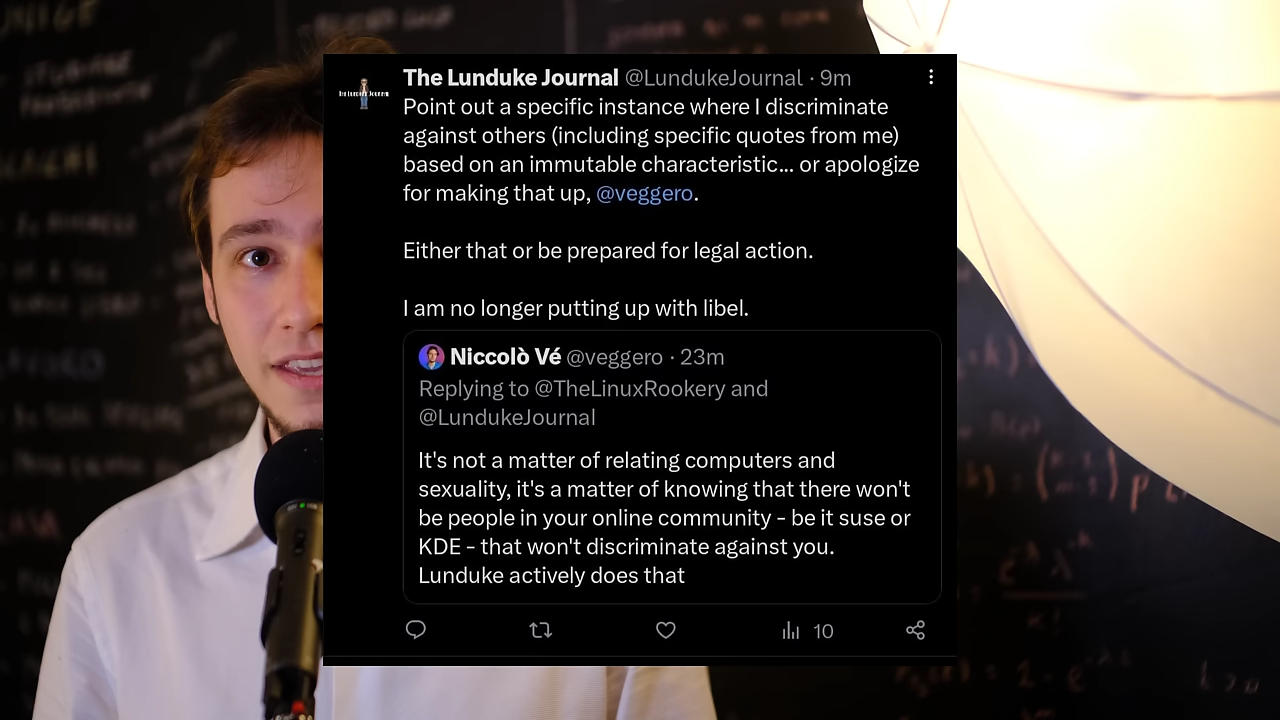 The Lunduke Journal @LundukeJournal · 9m
Point out a specific instance where I discriminate
against others (including specific quotes from me)
based on an immutable characteristic... or apologize
for making that up, @veggero.
Either that or be prepared for legal action.
I am no longer putting up with libel.
Niccolò Vé @veggero · 23m
Replying to @TheLinuxRookery and
@LundukeJournal
It's not a matter of relating computers and
sexuality, it's a matter of knowing that there won't
be people in your online community - be it suse or
KDE - that won't discriminate against you.
Lunduke actively does that
10